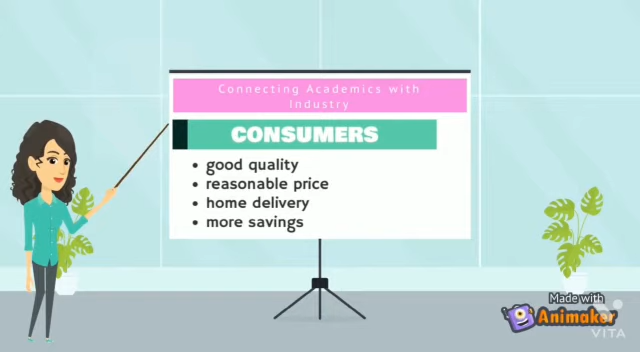 Connecting Academics with
Industry
CONSUMERS
• good quality
• reasonable price
• home delivery
• more savings
Made with
Animaker
VITA